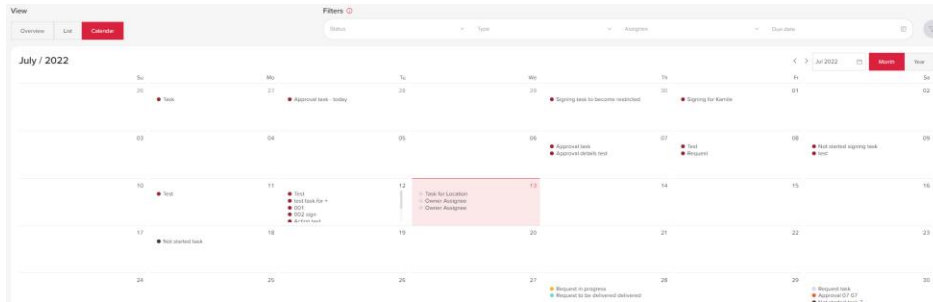 View
Filters
Overview List Calendar
Status Type Assignee Due date
July / 2022
Jul 2022 Month Year
Su Mo Tu We Th Fr Sa
26 27 28 29 30 01 02
Task
Approval task - today
Signing task to become restricted
Signing for Kamile
03 04 05 06 07 08 09
Approval task
Approval details test
Test
Request
Not started signing task
test
10 11 12 13 14 15 16
Test
Test
test task for +
001
002 sign
Task for Location
Owner Assignee
Owner Assignee
17 18 19 20 21 22 23
Not started task
24 25 26 27 28 29 30
Request in progress
Request to be delivered delivered
Request task
Approval 07 07